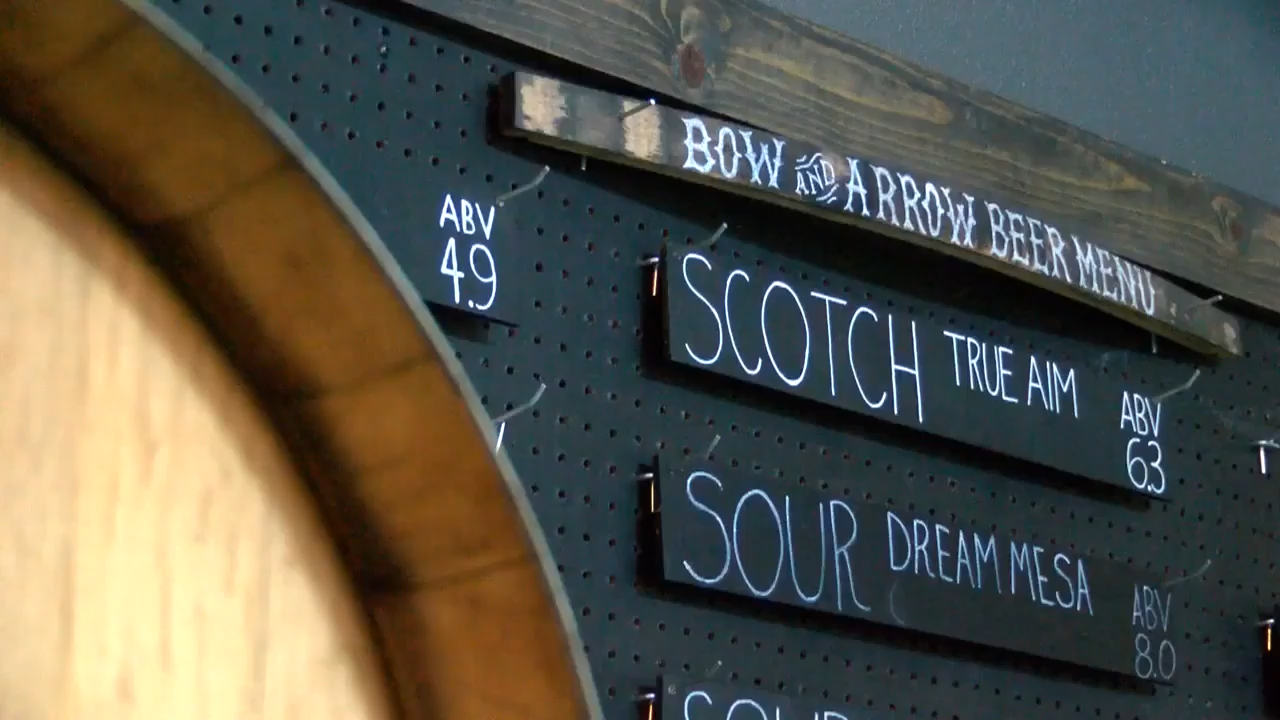 BOW AND ARROW BEER MENU
ABV
4.9
SCOTCH TRUE AIM ABV 6.3
SOUR DREAM MESA ABV 8.0
SOUR